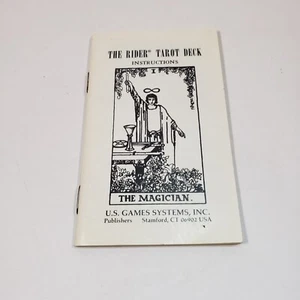 THE RIDER® TAROT DECK
INSTRUCTIONS
I
THE MAGICIAN.
U.S. GAMES SYSTEMS, INC.
Publishers Stamford, CT 06902 USA